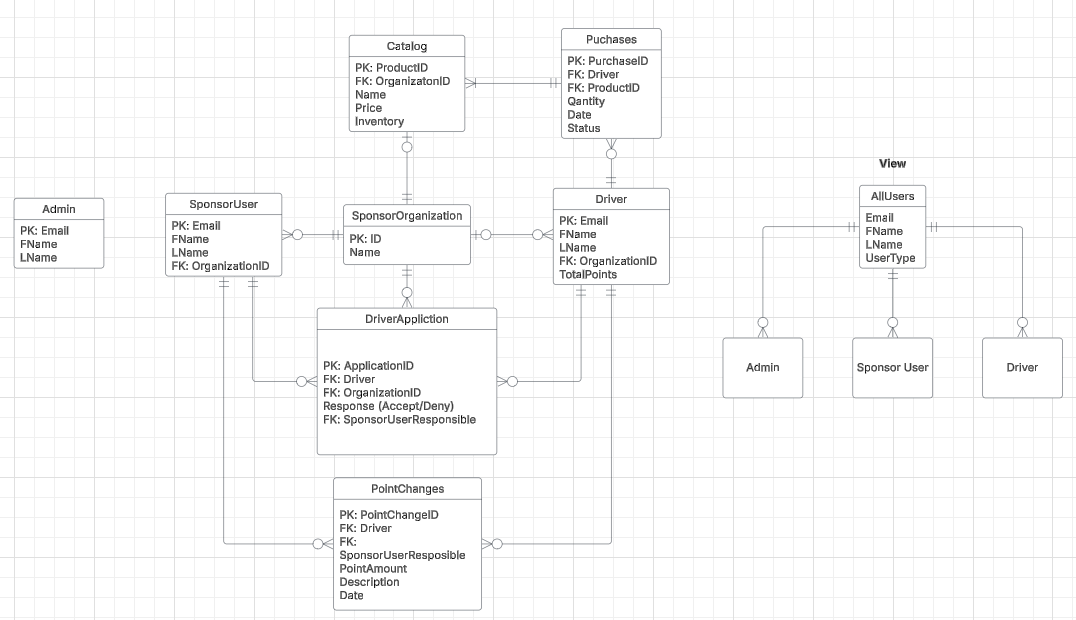 Catalog
PK: ProductID
FK: OrganizatonID
Name
Price
Inventory
Puchases
PK: PurchaseID
FK: Driver
FK: ProductID
Qantity
Date
Status
Admin
PK: Email
FName
LName
SponsorUser
PK: Email
FName
LName
FK: OrganizationID
SponsorOrganization
PK: ID
Name
Driver
PK: Email
FName
LName
FK: OrganizationID
TotalPoints
DriverAppliction
PK: ApplicationID
FK: Driver
FK: OrganizationID
Response (Accept/Deny)
FK: SponsorUserResponsible
PointChanges
PK: PointChangeID
FK: Driver
FK:
SponsorUserResposible
PointAmount
Description
Date
View
AllUsers
Email
FName
LName
UserType
Admin
Sponsor User
Driver